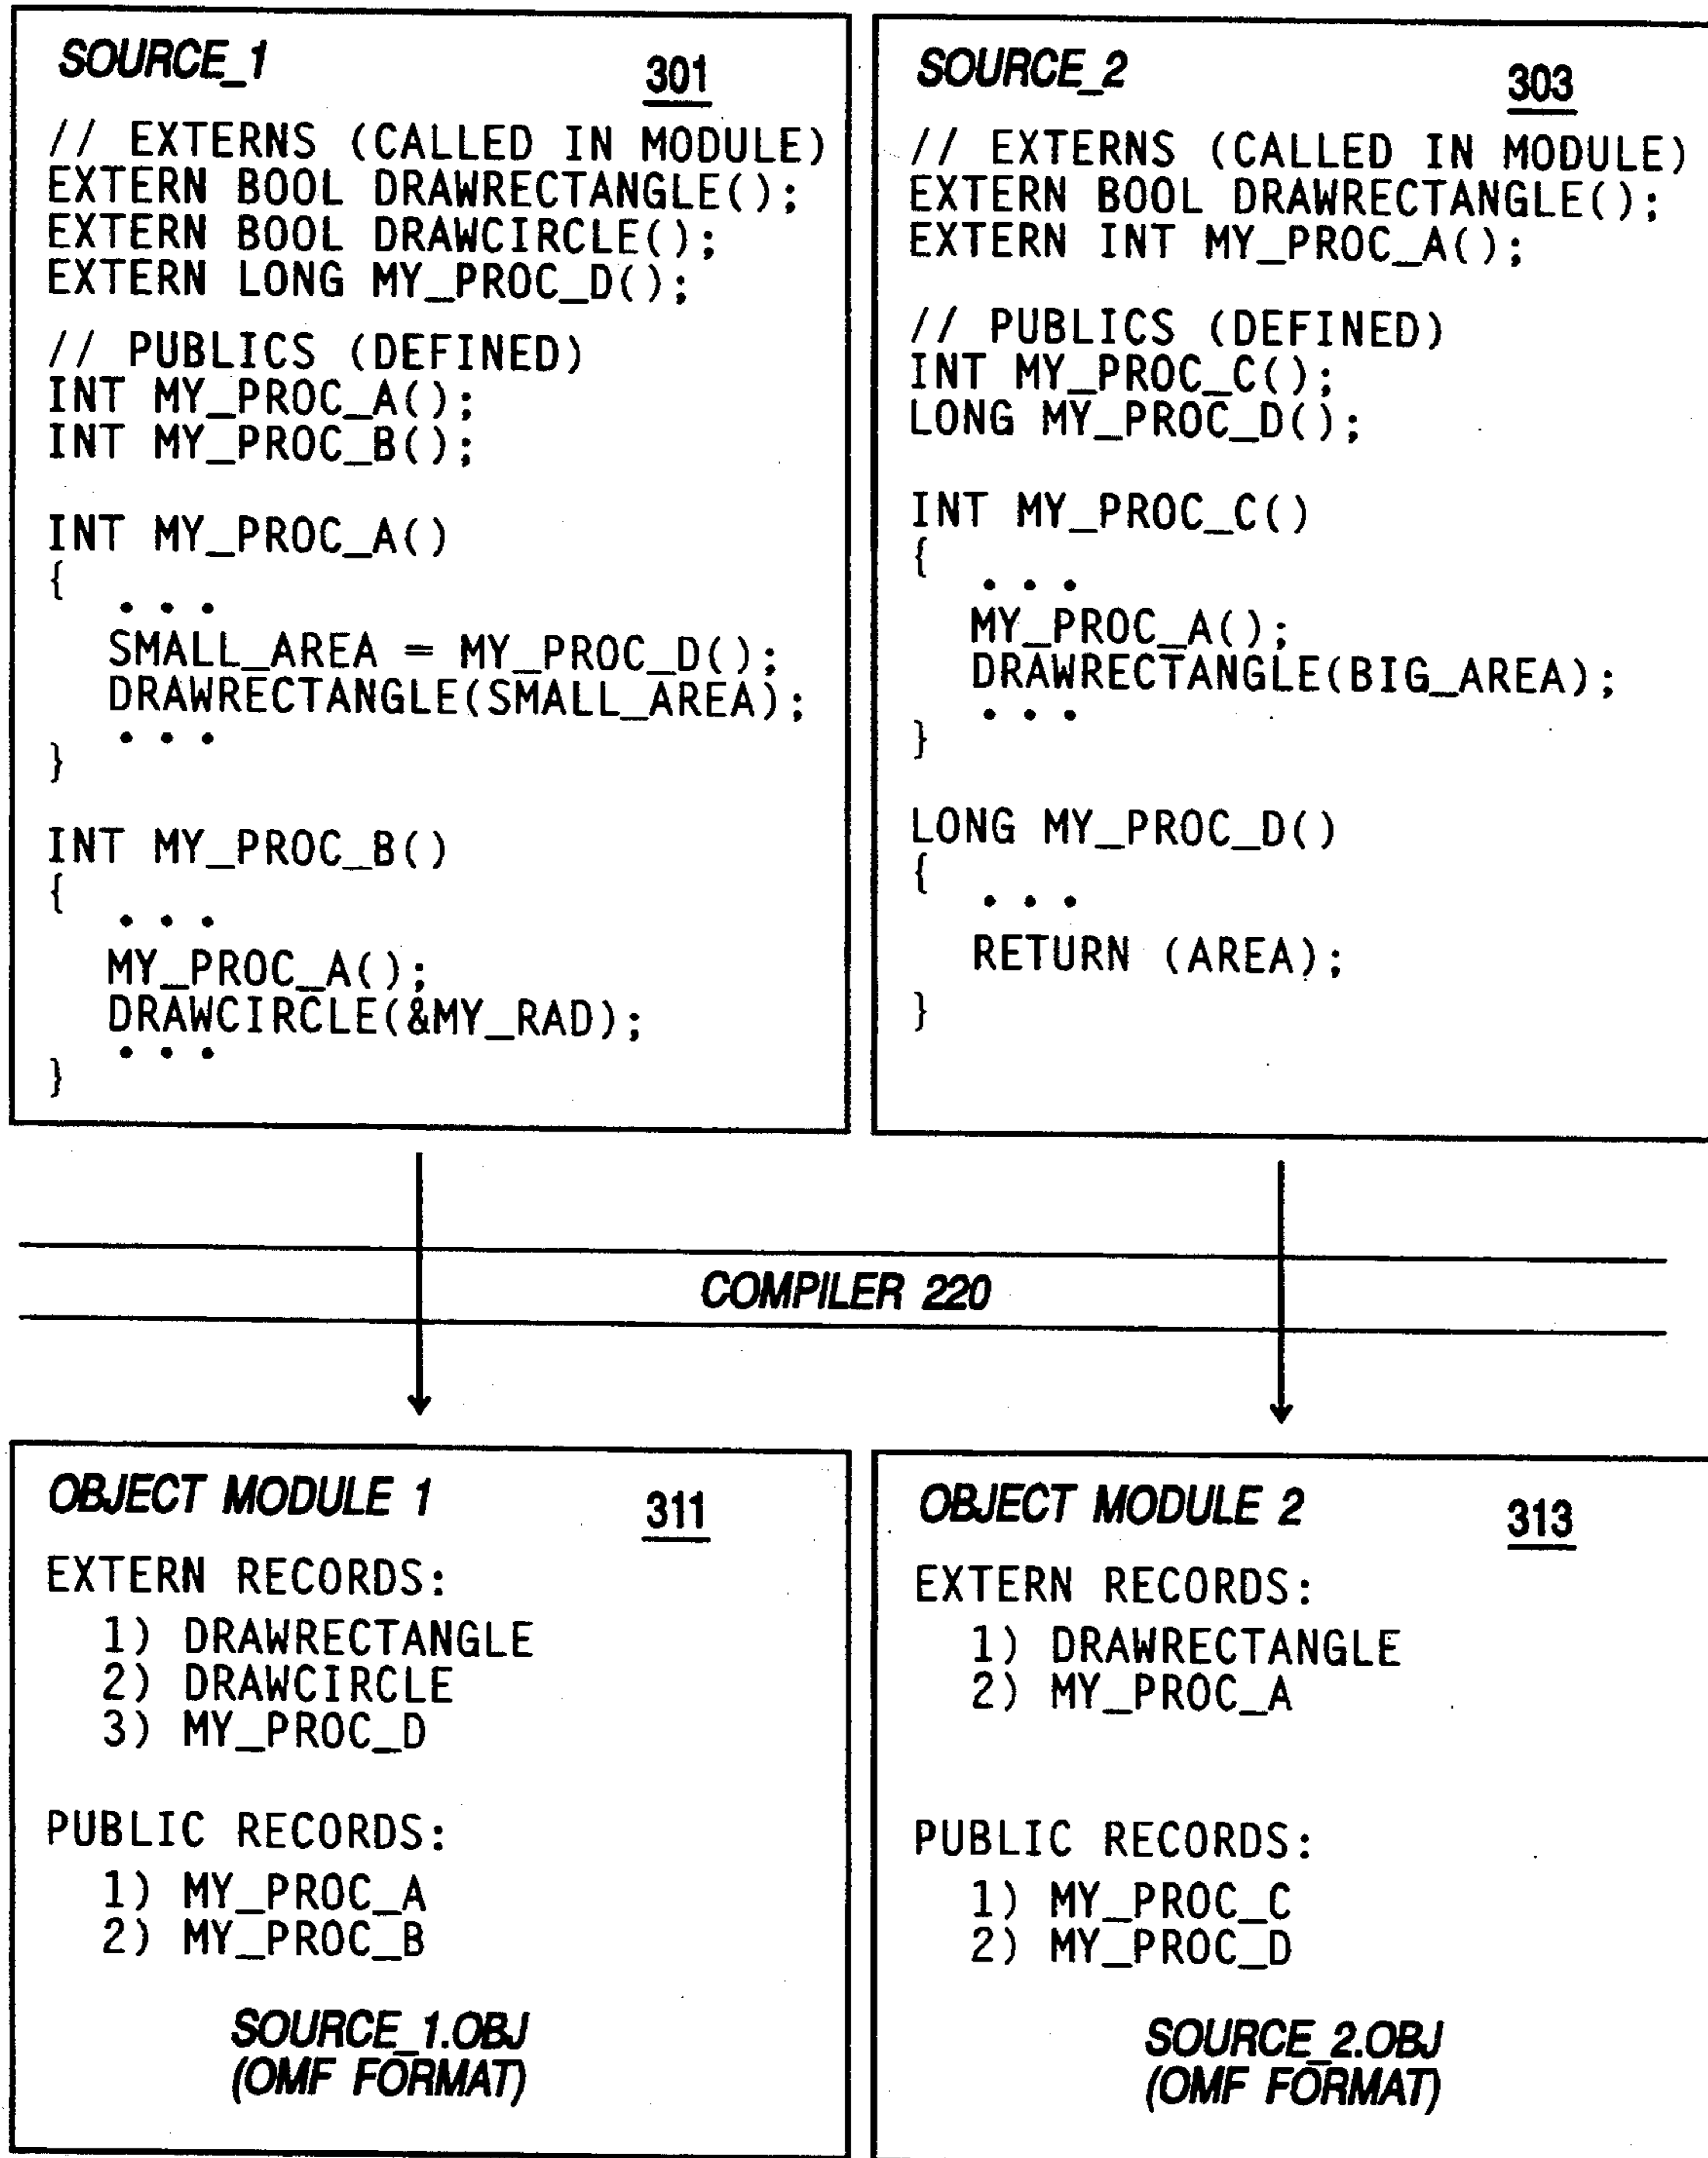 SOURCE_1
301
// EXTERNS (CALLED IN MODULE)
EXTERN BOOL DRAWRECTANGLE();
EXTERN BOOL DRAWCIRCLE();
EXTERN LONG MY_PROC_D();
// PUBLICS (DEFINED)
INT MY_PROC_A();
INT MY_PROC_B();
INT MY_PROC_A()
{
• • •
SMALL_AREA = MY_PROC_D();
DRAWRECTANGLE(SMALL_AREA);
• • •
}
INT MY_PROC_B()
{
• • •
MY_PROC_A();
DRAWCIRCLE(&MY_RAD);
• • •
}
SOURCE_2
303
// EXTERNS (CALLED IN MODULE)
EXTERN BOOL DRAWRECTANGLE();
EXTERN INT MY_PROC_A();
// PUBLICS (DEFINED)
INT MY_PROC_C();
LONG MY_PROC_D();
INT MY_PROC_C()
{
• • •
MY_PROC_A();
DRAWRECTANGLE(BIG_AREA);
• • •
}
LONG MY_PROC_D()
{
• • •
RETURN (AREA);
}
COMPILER 220
OBJECT MODULE 1
311
EXTERN RECORDS:
1) DRAWRECTANGLE
2) DRAWCIRCLE
3) MY_PROC_D
PUBLIC RECORDS:
1) MY_PROC_A
2) MY_PROC_B
SOURCE_1.OBJ
(OMF FORMAT)
OBJECT MODULE 2
313
EXTERN RECORDS:
1) DRAWRECTANGLE
2) MY_PROC_A
PUBLIC RECORDS:
1) MY_PROC_C
2) MY_PROC_D
SOURCE_2.OBJ
(OMF FORMAT)